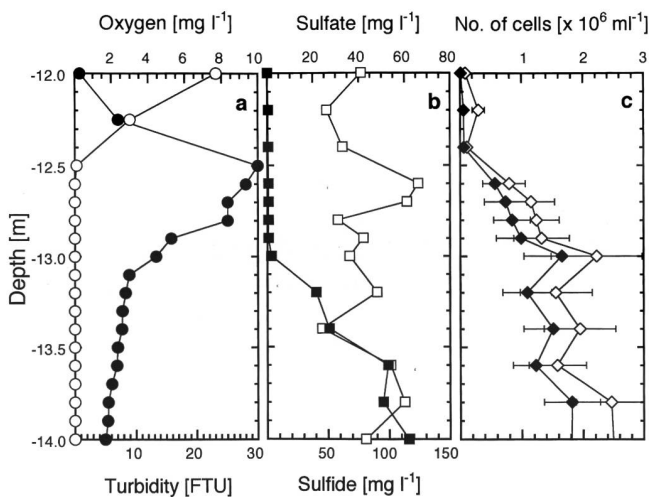 Oxygen [mg l⁻¹] Sulfate [mg l⁻¹] No. of cells [x 10⁶ ml⁻¹]
2 4 6 8 10 20 40 60 80 1 2 3
a b c
-12.0
-12.5
-13.0
-13.5
-14.0
Depth [m]
0 10 20 30 50 100 150
Turbidity [FTU] Sulfide [mg l⁻¹]